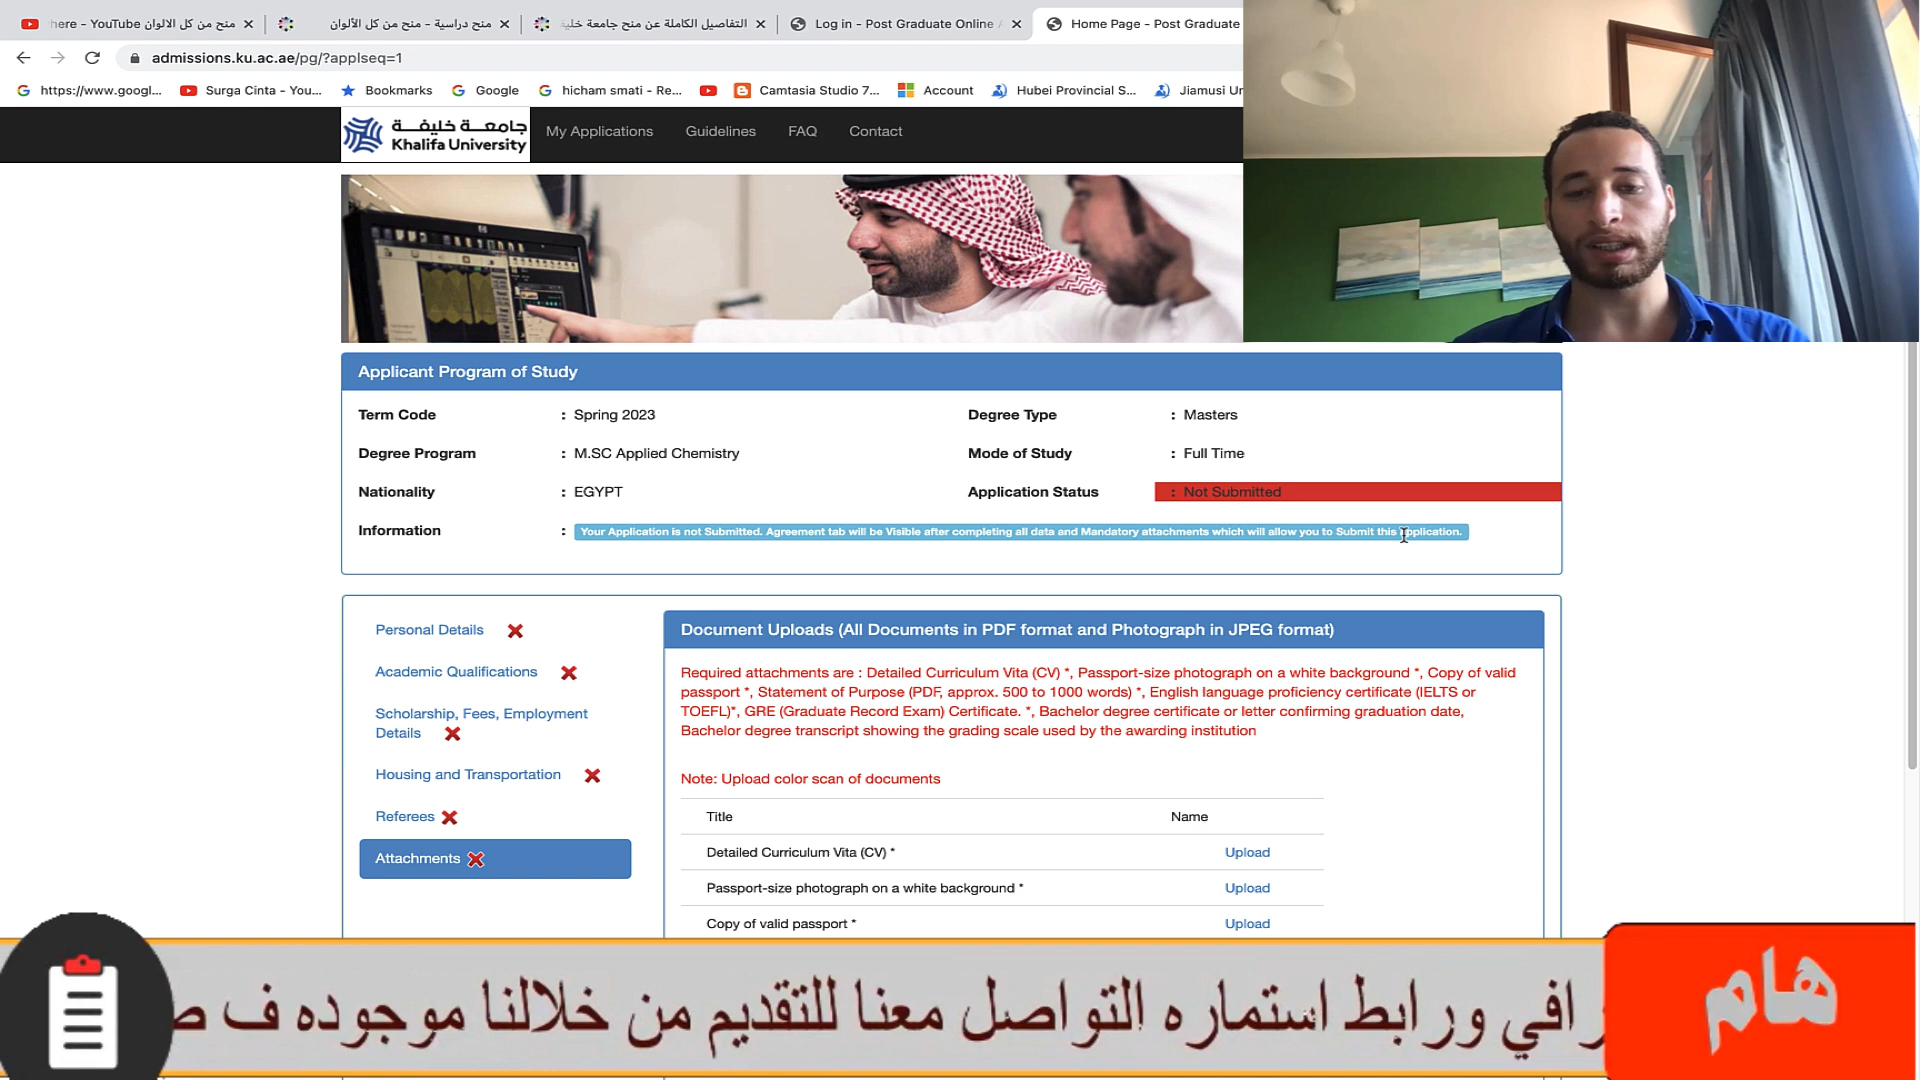 here - YouTube منح من كل الالوان
منح دراسية - منح من كل الألوان
التفاصيل الكاملة عن منح جامعة
Log in - Post Graduate Online
Home Page - Post Graduate
admissions.ku.ac.ae/pg/?applseq=1
https://www.googl...
Surga Cinta - You...
Bookmarks
Google
hicham smati - Re...
Camtasia Studio 7...
Account
Hubei Provincial S...
Jiamusi Un
جامعة خليفة
Khalifa University
My Applications
Guidelines
FAQ
Contact
Applicant Program of Study
Term Code : Spring 2023
Degree Type : Masters
Degree Program : M.SC Applied Chemistry
Mode of Study : Full Time
Nationality : EGYPT
Application Status : Not Submitted
Information : Your Application is not Submitted. Agreement tab will be Visible after completing all data and Mandatory attachments which will allow you to Submit this application.
Personal Details
Academic Qualifications
Scholarship, Fees, Employment
Details
Housing and Transportation
Referees
Attachments
Document Uploads (All Documents in PDF format and Photograph in JPEG format)
Required attachments are : Detailed Curriculum Vita (CV) *, Passport-size photograph on a white background *, Copy of valid
passport *, Statement of Purpose (PDF, approx. 500 to 1000 words) *, English language proficiency certificate (IELTS or
TOEFL)*, GRE (Graduate Record Exam) Certificate. *, Bachelor degree certificate or letter confirming graduation date,
Bachelor degree transcript showing the grading scale used by the awarding institution
Note: Upload color scan of documents
Title Name
Detailed Curriculum Vita (CV) * Upload
Passport-size photograph on a white background * Upload
Copy of valid passport * Upload
هام
رافي ورابط استماره التواصل معنا للتقديم من خلالنا موجوده ف ص